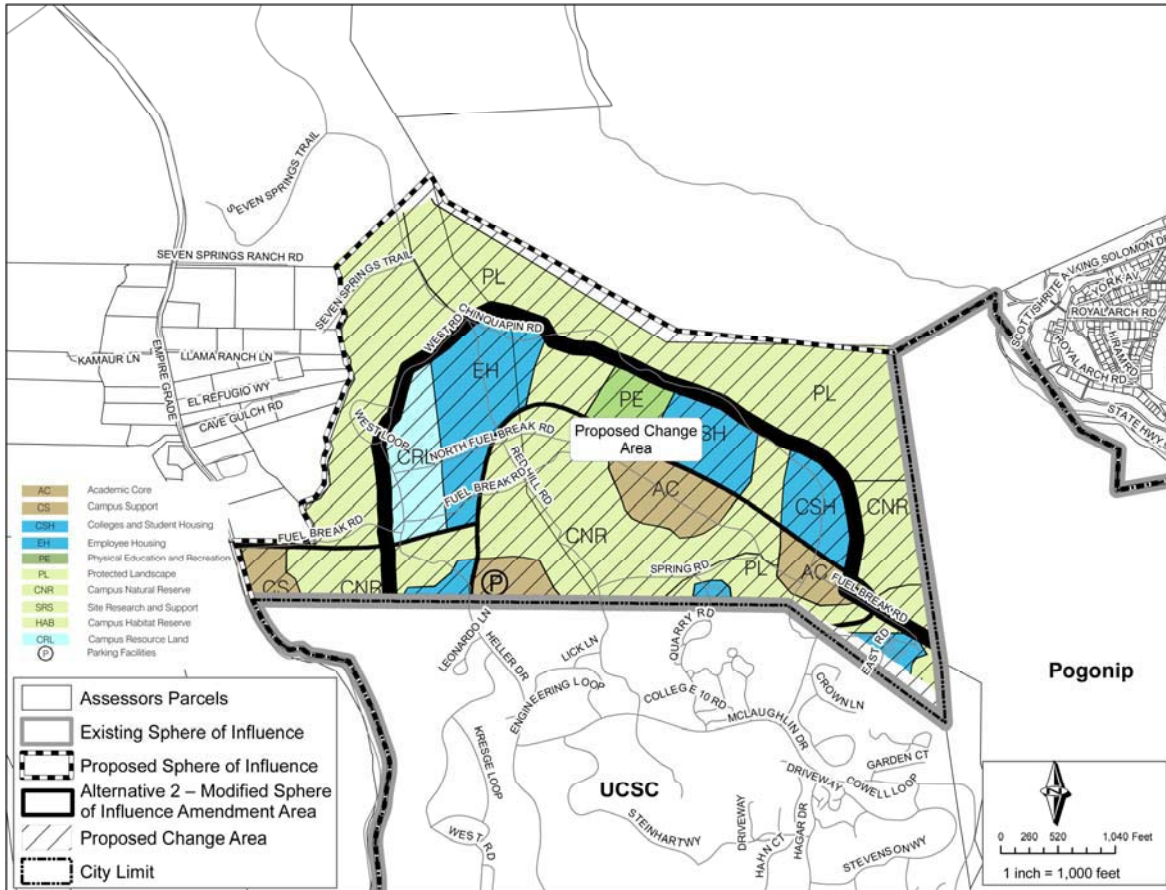 SEVEN SPRINGS TRAIL
SEVEN SPRINGS RANCH RD
SEVEN SPRINGS TRAIL
PL
KING SOLOMON DR
SCOTTISHRITE
YORK AV
ROYAL ARCH RD
HIRAM RD
ROYAL ARCH RD
STATE HWY
CHINQUAPIN RD
WEST RD
KAMAUR LN
LLAMA RANCH LN
EMPIRE GRADE
EL REFUGIO WY
CAVE GULCH RD
EH
PE
PL
Proposed Change
Area
WEST LOOP
NORTH FUEL BREAK RD
CRL
RED HILL RD
SH
AC
CSH
CNR
FUEL BREAK RD
FUEL BREAK RD
CNR
SPRING RD
PL
AC
FUEL BREAK RD
CS
CNR
P
EAST RD
AC Academic Core
CS Campus Support
CSH Colleges and Student Housing
EH Employee Housing
PE Physical Education and Recreation
PL Protected Landscape
CNR Campus Natural Reserve
SRS Site Research and Support
HAB Campus Habitat Reserve
CRL Campus Resource Land
P Parking Facilities
LEONARDO LN
HELLER DR
LICK LN
QUARRY RD
ENGINEERING LOOP
COLLEGE 10 RD
MCLAUGHLIN DR
CROWN LN
GARDEN CT
KRESGE LOOP
DRIVEWAY
COWELL LOOP
UCSC
STEINHART WY
DRIVEWAY
HAHN CT
HAGAR DR
STEVENSON WY
WEST RD
Pogonip
Assessors Parcels
Existing Sphere of Influence
Proposed Sphere of Influence
Alternative 2 – Modified Sphere
of Influence Amendment Area
Proposed Change Area
City Limit
N
0 260 520 1,040 Feet
1 inch = 1,000 feet